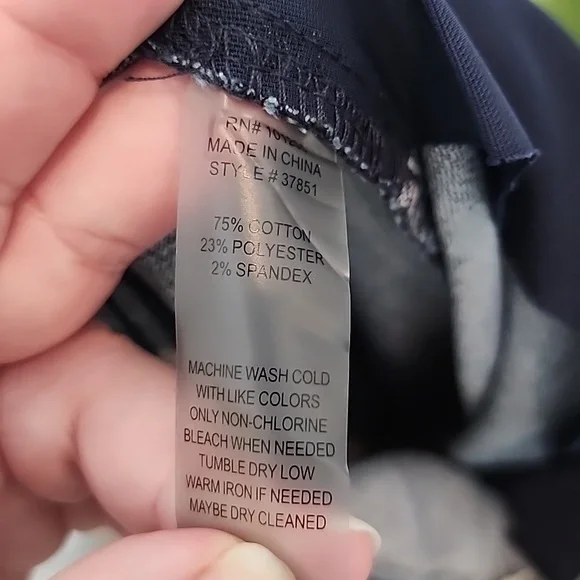 RN#
MADE IN CHINA
STYLE # 37851
75% COTTON
23% POLYESTER
2% SPANDEX
MACHINE WASH COLD
WITH LIKE COLORS
ONLY NON-CHLORINE
BLEACH WHEN NEEDED
TUMBLE DRY LOW
WARM IRON IF NEEDED
MAYBE DRY CLEANED